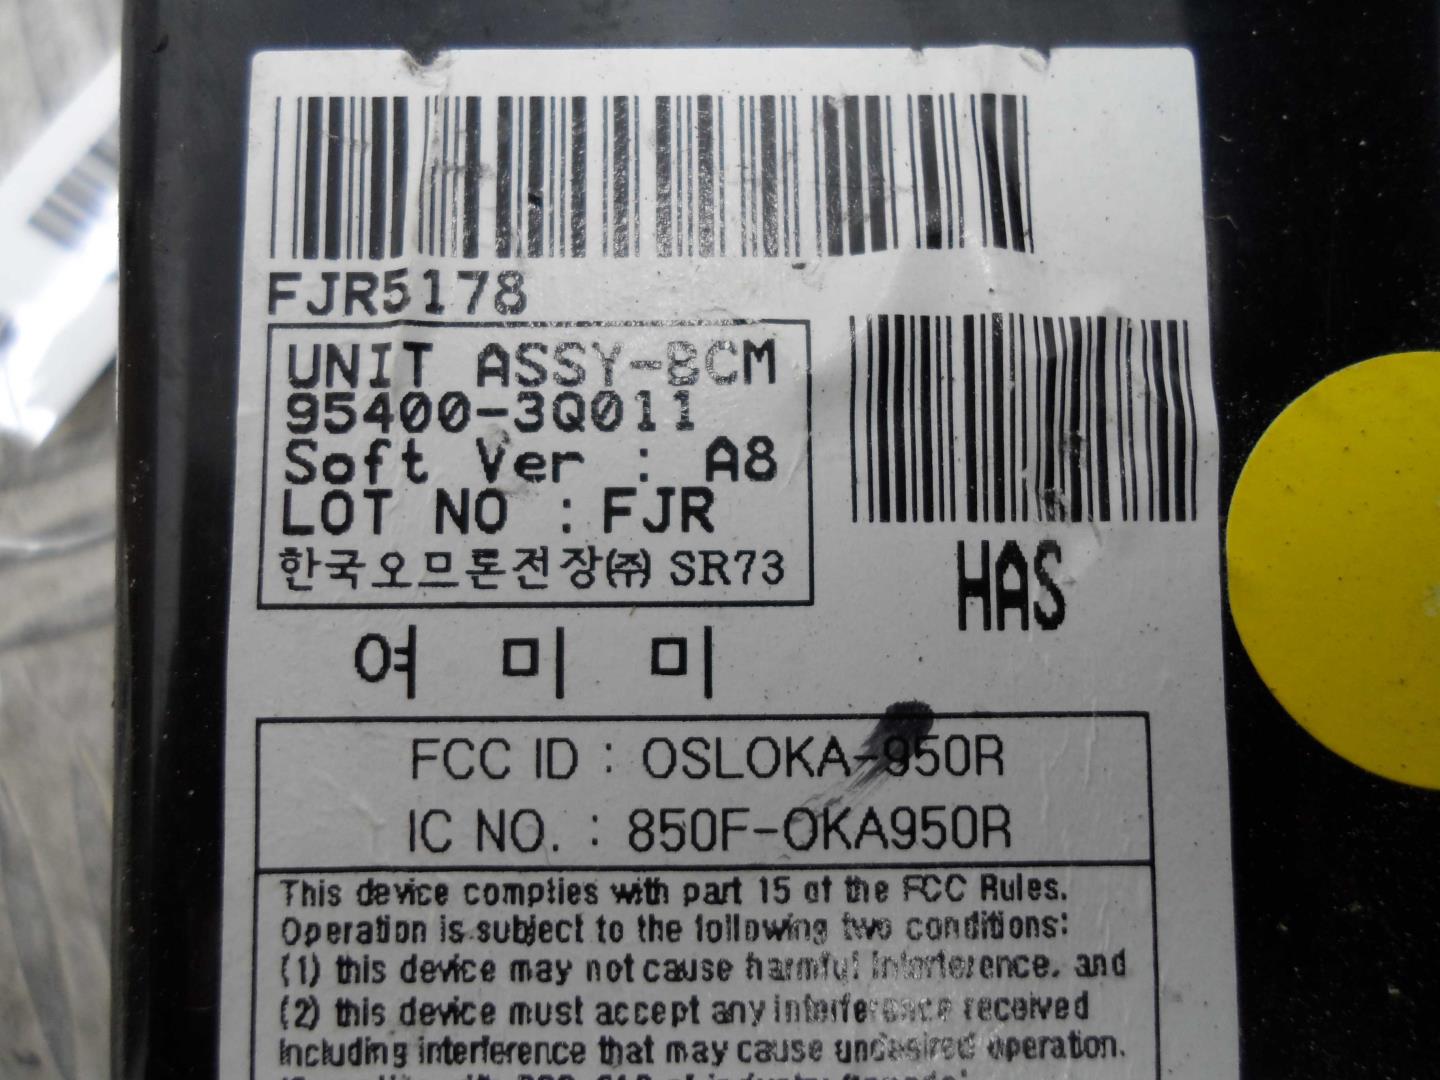 FJR5178
UNIT ASSY-BCM
95400-3Q011
Soft Ver : A8
LOT NO : FJR
한국오므론전장㈜ SR73
HAS
여 미 미
FCC ID : OSLOKA-950R
IC NO. : 850F-OKA950R
This device complies with part 15 of the FCC Rules.
Operation is subject to the following two conditions:
(1) this device may not cause harmful interference. and
(2) this device must accept any interference received
including interference that may cause undesired operation.